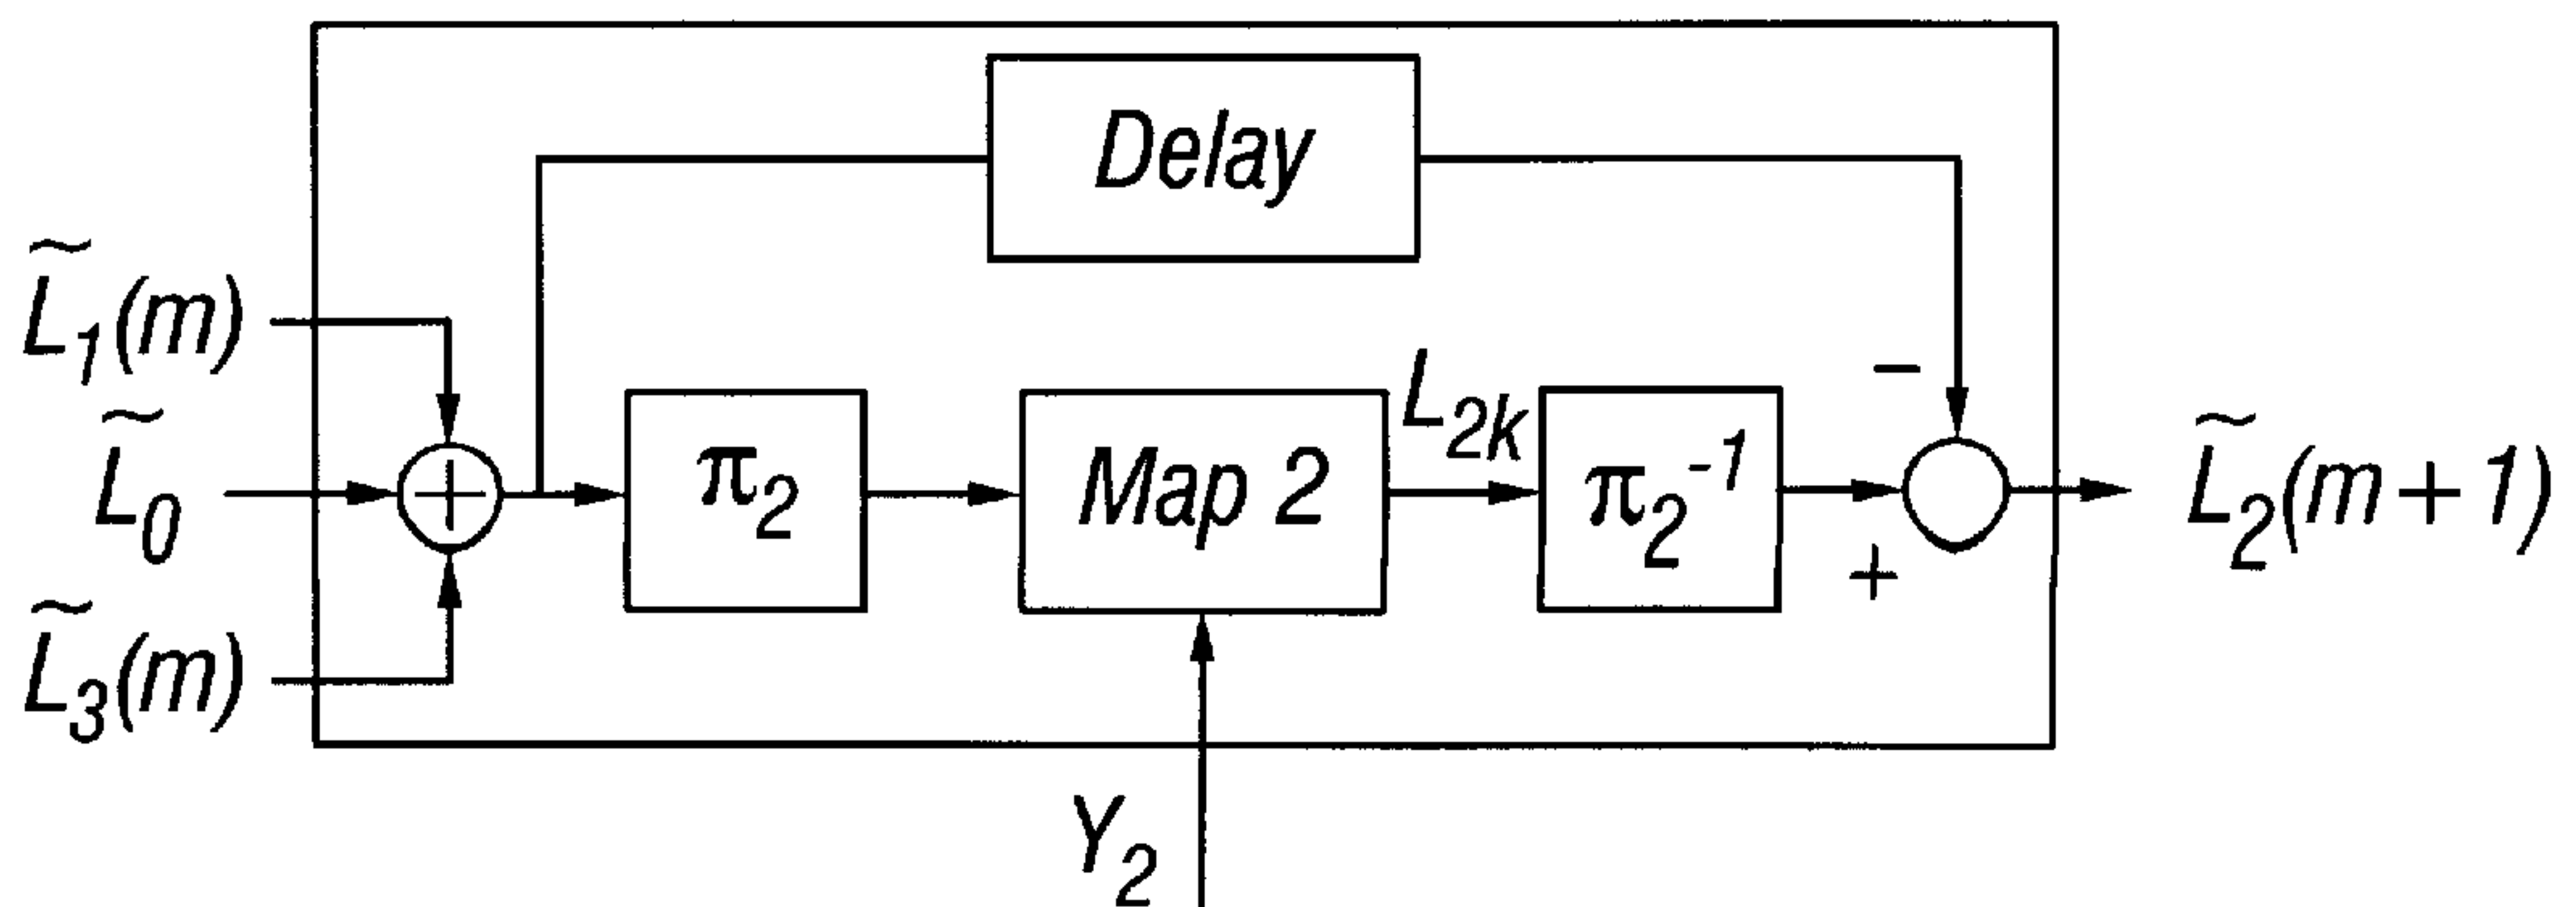 Delay
L̃₁(m)
L̃₀
L̃₃(m)
+
π₂
Map 2
L₂ₖ
π₂⁻¹
−
+
L̃₂(m+1)
Y₂